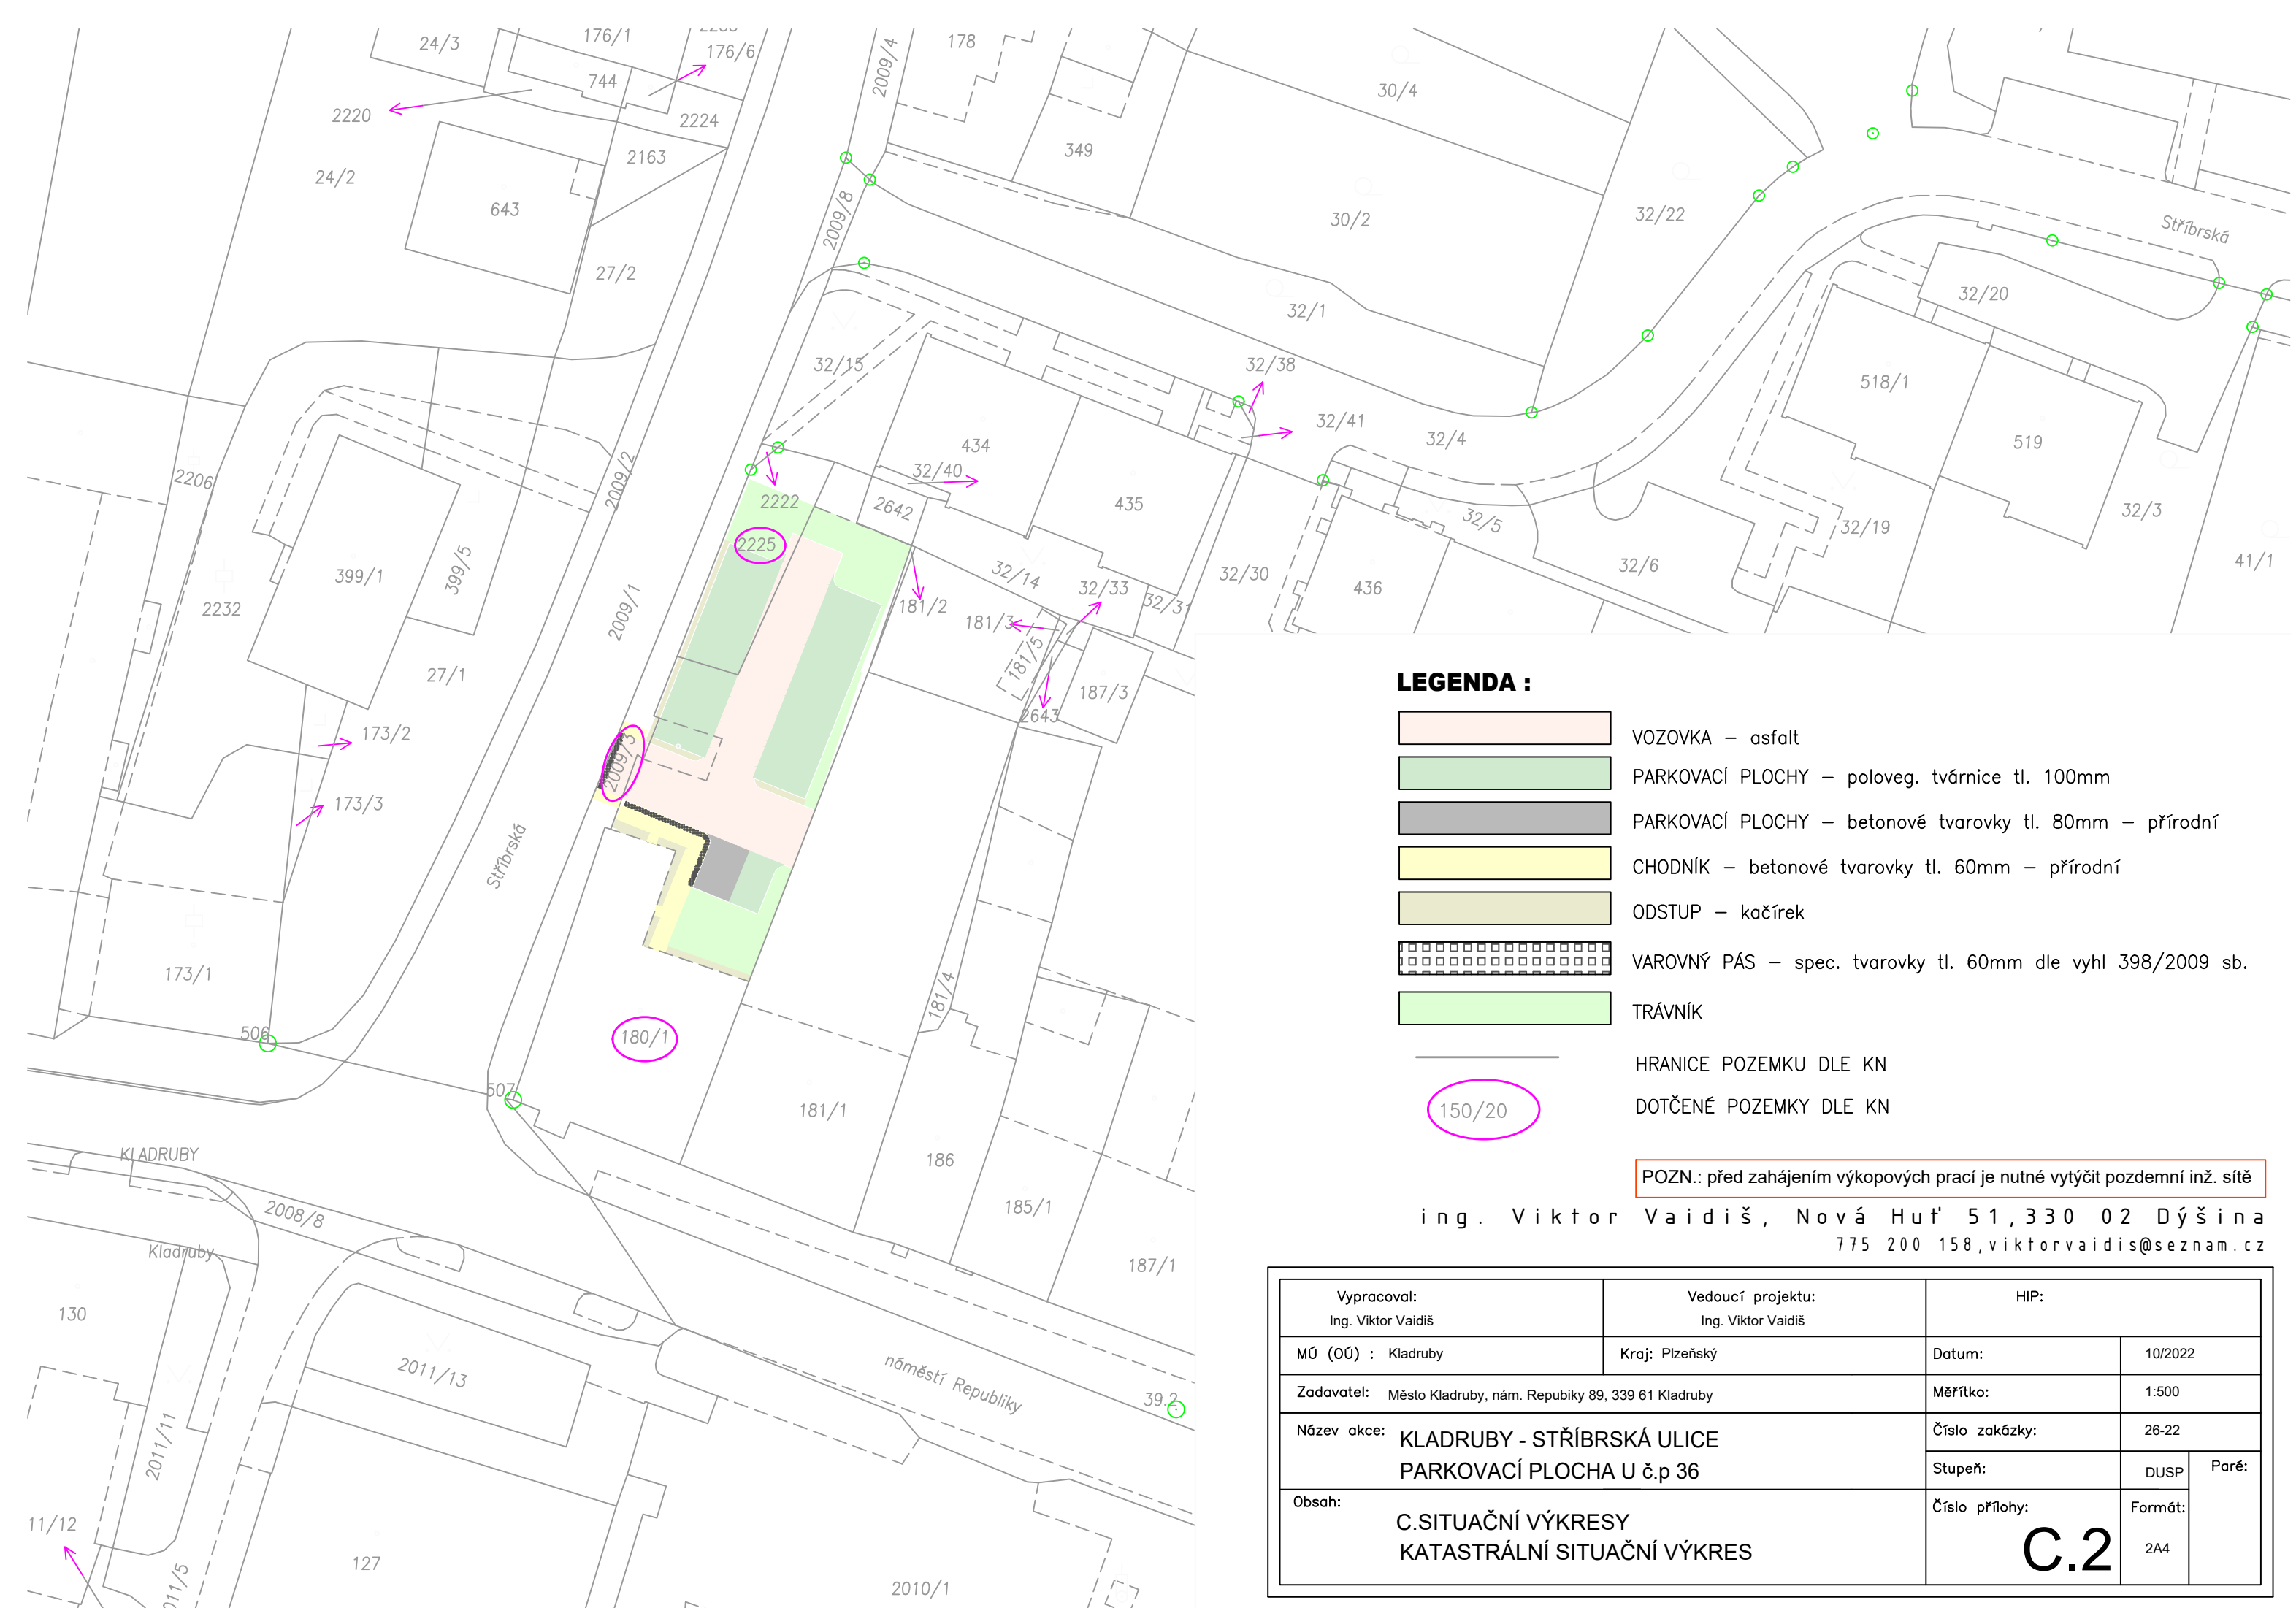 24/3
176/1
176/6
744
2220
2224
2163
24/2
643
27/2
2009/4
178
349
30/4
30/2
2009/8
32/22
Stříbrská
32/1
32/20
32/15
32/38
32/41
32/4
518/1
519
434
32/40
435
2206
2009/2
2222
2642
2225
32/5
32/19
32/3
41/1
399/1
399/5
2232
2009/1
181/2
32/14
32/33
32/31
32/30
436
32/6
181/3
181/5
187/3
2643
27/1
173/2
173/3
2009/3
Stříbrská
173/1
181/4
506
180/1
507
181/1
186
185/1
187/1
KLADRUBY
2008/8
Kladruby
130
2011/13
náměstí Republiky
39.2
2011/11
11/12
127
2010/1
LEGENDA :
VOZOVKA – asfalt
PARKOVACÍ PLOCHY – poloveg. tvárnice tl. 100mm
PARKOVACÍ PLOCHY – betonové tvarovky tl. 80mm – přírodní
CHODNÍK – betonové tvarovky tl. 60mm – přírodní
ODSTUP – kačírek
VAROVNÝ PÁS – spec. tvarovky tl. 60mm dle vyhl 398/2009 sb.
TRÁVNÍK
HRANICE POZEMKU DLE KN
150/20
DOTČENÉ POZEMKY DLE KN
POZN.: před zahájením výkopových prací je nutné vytýčit pozdemní inž. sítě
ing. Viktor Vaidiš, Nová Huť 51,330 02 Dýšina
775 200 158,viktorvaidis@seznam.cz
Vypracoval:
Ing. Viktor Vaidiš
Vedoucí projektu:
Ing. Viktor Vaidiš
HIP:
MÚ (OÚ) : Kladruby
Kraj: Plzeňský
Datum: 10/2022
Zadavatel: Město Kladruby, nám. Repubiky 89, 339 61 Kladruby
Měřítko: 1:500
Název akce: KLADRUBY - STŘÍBRSKÁ ULICE
PARKOVACÍ PLOCHA U č.p 36
Číslo zakázky: 26-22
Stupeň: DUSP
Paré:
Obsah:
C.SITUAČNÍ VÝKRESY
KATASTRÁLNÍ SITUAČNÍ VÝKRES
Číslo přílohy:
C.2
Formát:
2A4